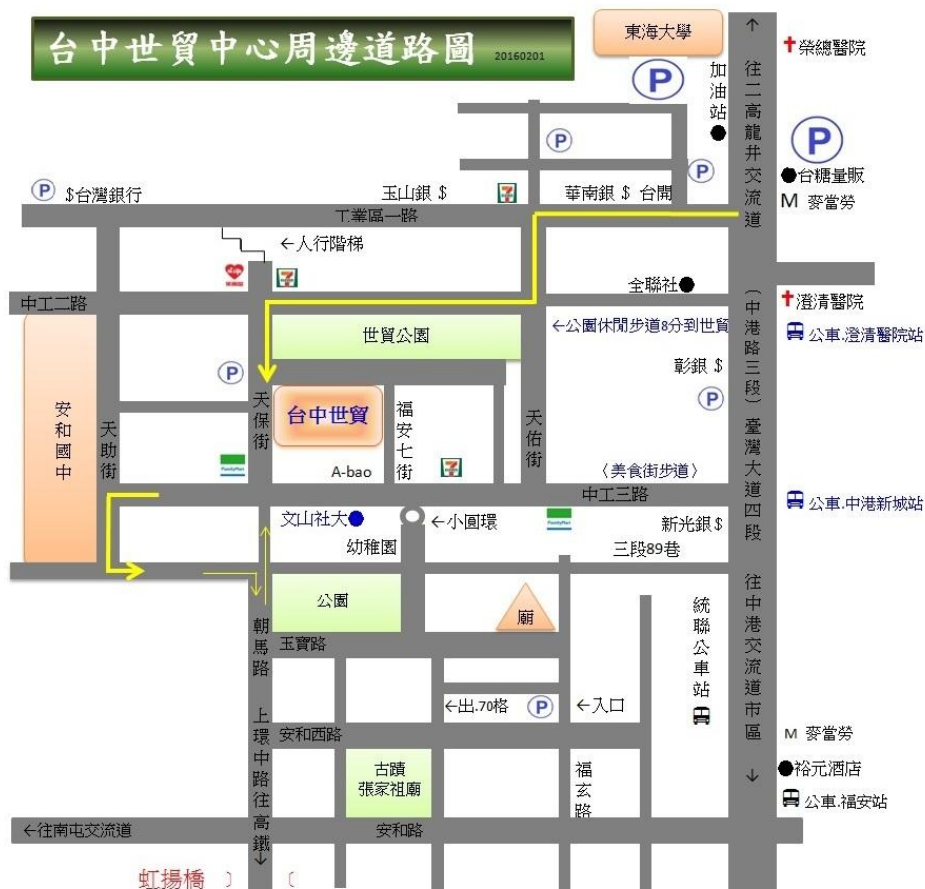 台中世貿中心周邊道路圖 20160201
東海大學
P
加油站
往二高龍井交流道
榮總醫院
P
P
台糖量販
P
P
$台灣銀行
玉山銀 $
7-ELEVEN
華南銀 $ 台開
M 麥當勞
工業區一路
←人行階梯
7-ELEVEN
全聯社
中工二路
澄清醫院
世貿公園
←公園休閒步道8分到世貿
公車.澄清醫院站
P
彰銀 $
P
安和國中
天助街
天保街
台中世貿
福安七街
天佑街
(中港路三段)臺灣大道四段
FamilyMart
A-bao
7-ELEVEN
〈美食街步道〉
中工三路
公車.中港新城站
文山社大
←小圓環
FamilyMart
新光銀$
幼稚園
三段89巷
公園
廟
朝馬路
玉寶路
統聯公車站
往中港交流道市區
←出.70格
P
←入口
上環中路往高鐵
安和西路
M 麥當勞
古蹟
張家祖廟
福玄路
裕元酒店
公車.福安站
←往南屯交流道
安和路
虹揚橋